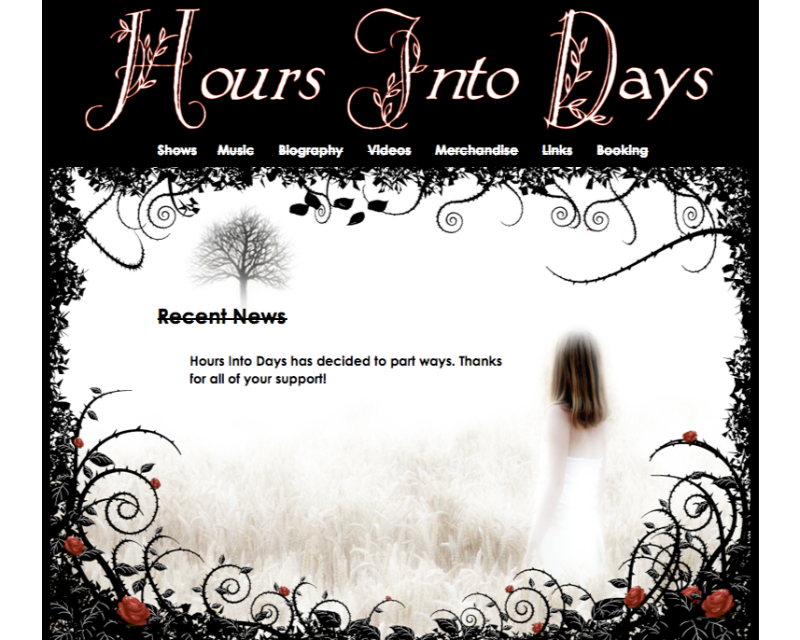 Hours Into Days
Shows Music Biography Videos Merchandise Links Booking
Recent News
Hours Into Days has decided to part ways. Thanks
for all of your support!